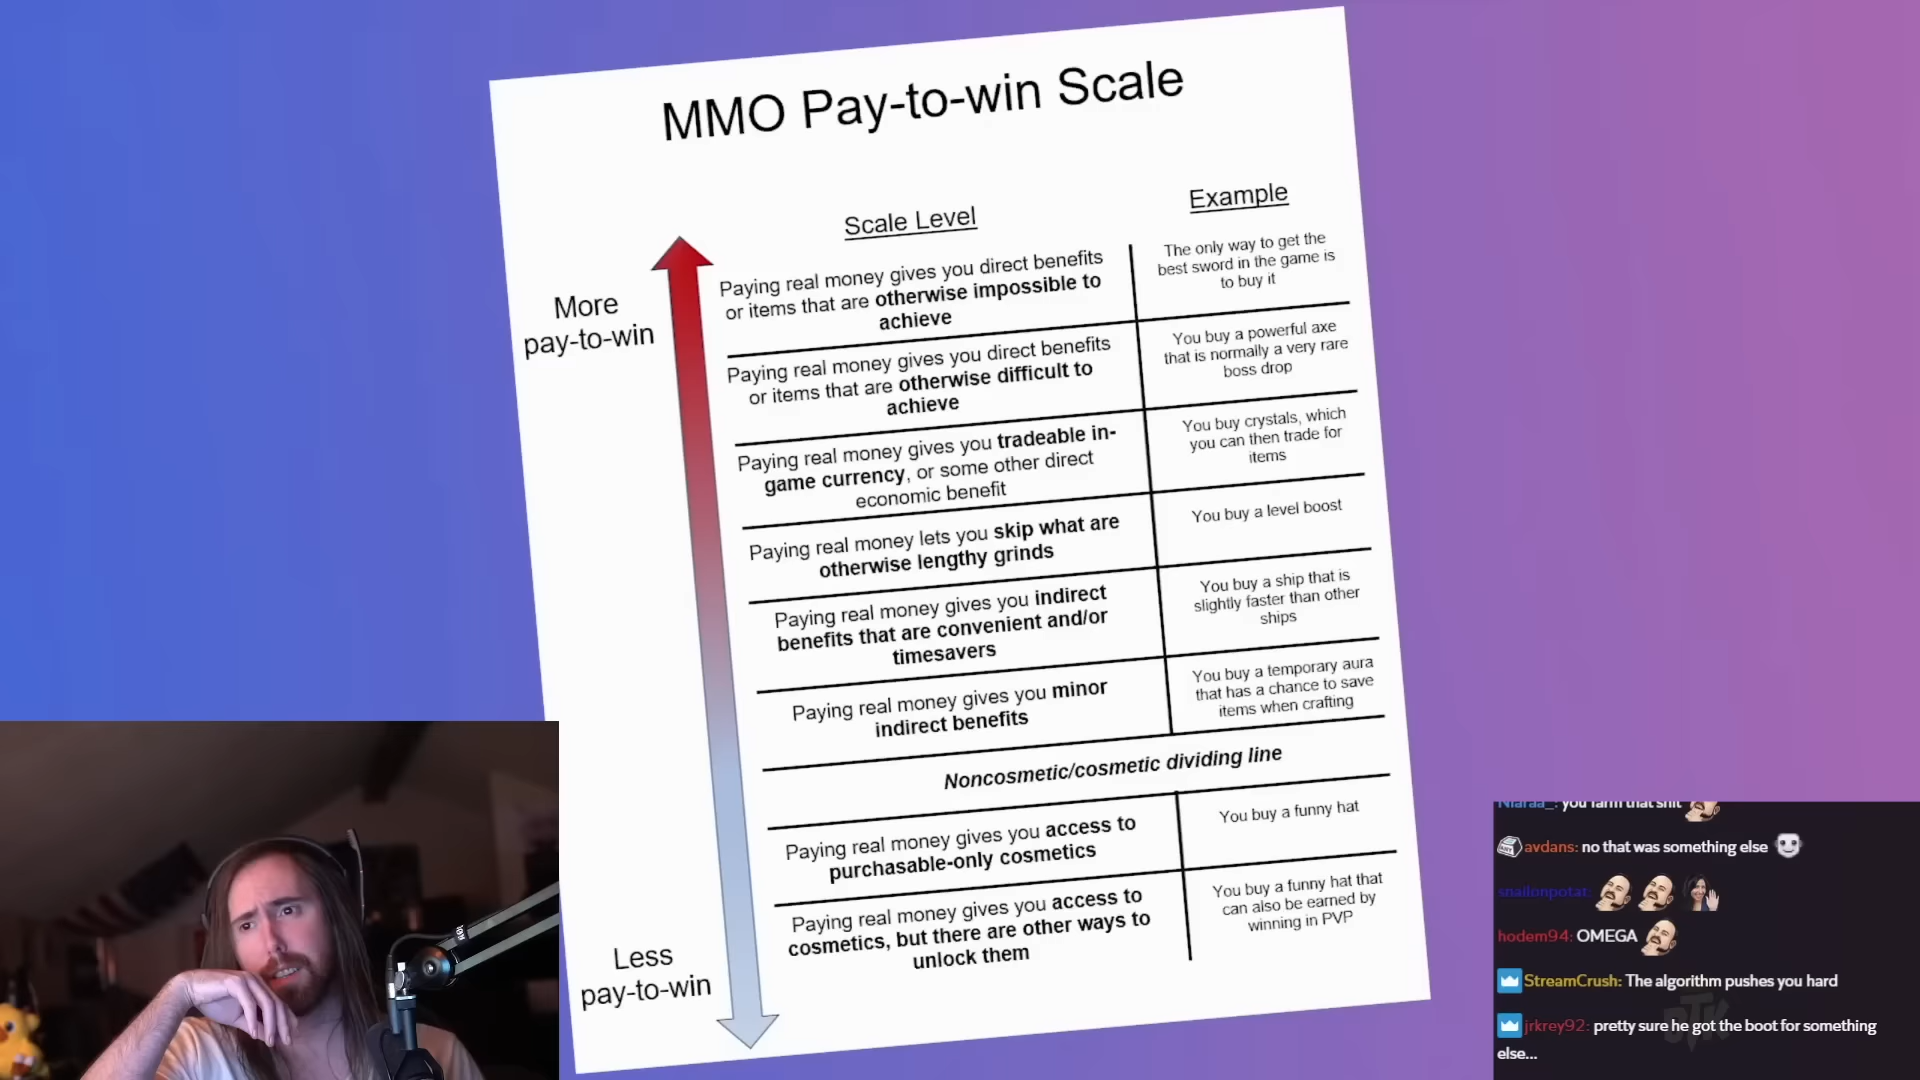 MMO Pay-to-win Scale
Scale Level
Example
More
pay-to-win
Paying real money gives you direct benefits
or items that are otherwise impossible to
achieve
The only way to get the
best sword in the game is
to buy it
Paying real money gives you direct benefits
or items that are otherwise difficult to
achieve
You buy a powerful axe
that is normally a very rare
boss drop
Paying real money gives you tradeable in-
game currency, or some other direct
economic benefit
You buy crystals, which
you can then trade for
items
Paying real money lets you skip what are
otherwise lengthy grinds
You buy a level boost
Paying real money gives you indirect
benefits that are convenient and/or
timesavers
You buy a ship that is
slightly faster than other
ships
Paying real money gives you minor
indirect benefits
You buy a temporary aura
that has a chance to save
items when crafting
Noncosmetic/cosmetic dividing line
Paying real money gives you access to
purchasable-only cosmetics
You buy a funny hat
Paying real money gives you access to
cosmetics, but there are other ways to
unlock them
You buy a funny hat that
can also be earned by
winning in PVP
Less
pay-to-win
you farm that shit
avdans: no that was something else
snailonpotat:
hodem94: OMEGA
StreamCrush: The algorithm pushes you hard
jrkrey92: pretty sure he got the boot for something
else...